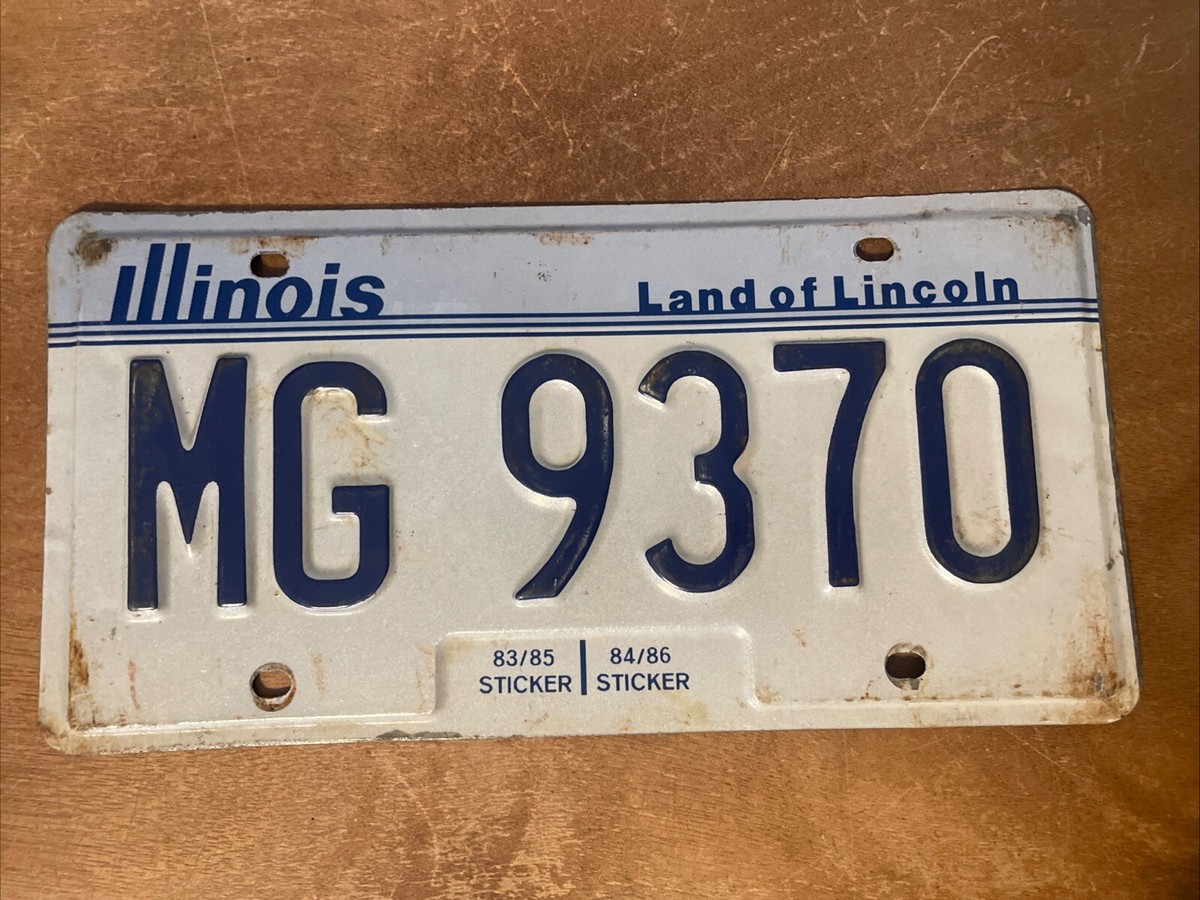 Illinois Land of Lincoln
MG 9370
83/85 84/86
STICKER STICKER